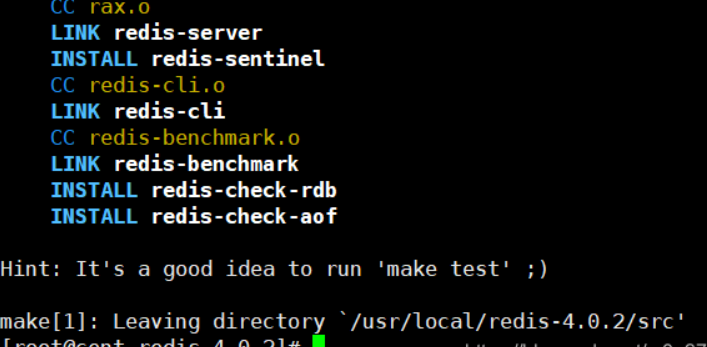 CC rax.o
LINK redis-server
INSTALL redis-sentinel
CC redis-cli.o
LINK redis-cli
CC redis-benchmark.o
LINK redis-benchmark
INSTALL redis-check-rdb
INSTALL redis-check-aof
Hint: It's a good idea to run 'make test' ;)
make[1]: Leaving directory `/usr/local/redis-4.0.2/src'
[root@cent redis-4.0.2]#